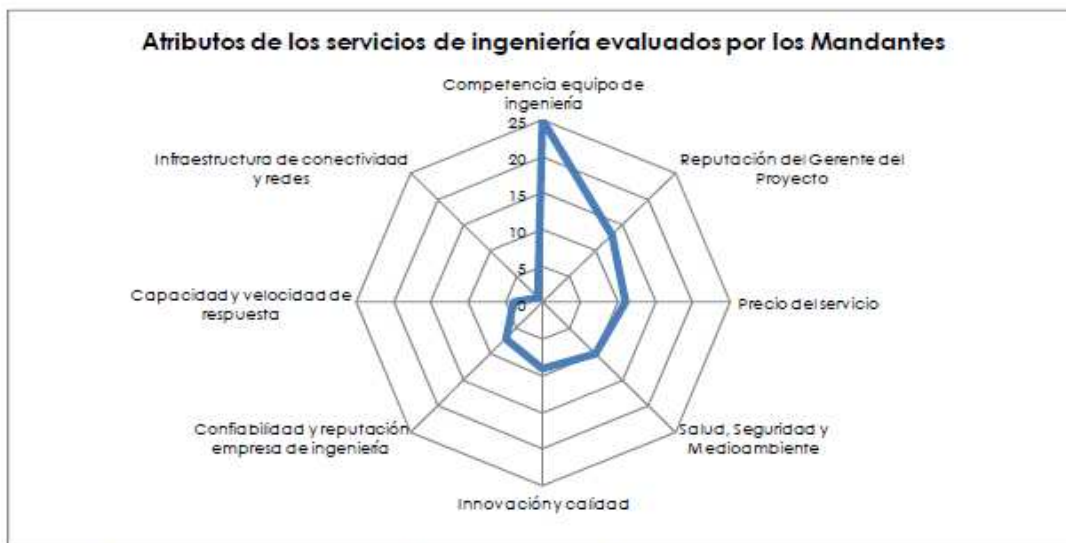 Atributos de los servicios de ingeniería evaluados por los Mandantes
Competencia equipo de
ingeniería
25
20
15
10
5
0
Reputación del Gerente del
Proyecto
Precio del servicio
Salud, Seguridad y
Medioambiente
Innovación y calidad
Confiabilidad y reputación
empresa de ingeniería
Capacidad y velocidad de
respuesta
Infraestructura de conectividad
y redes